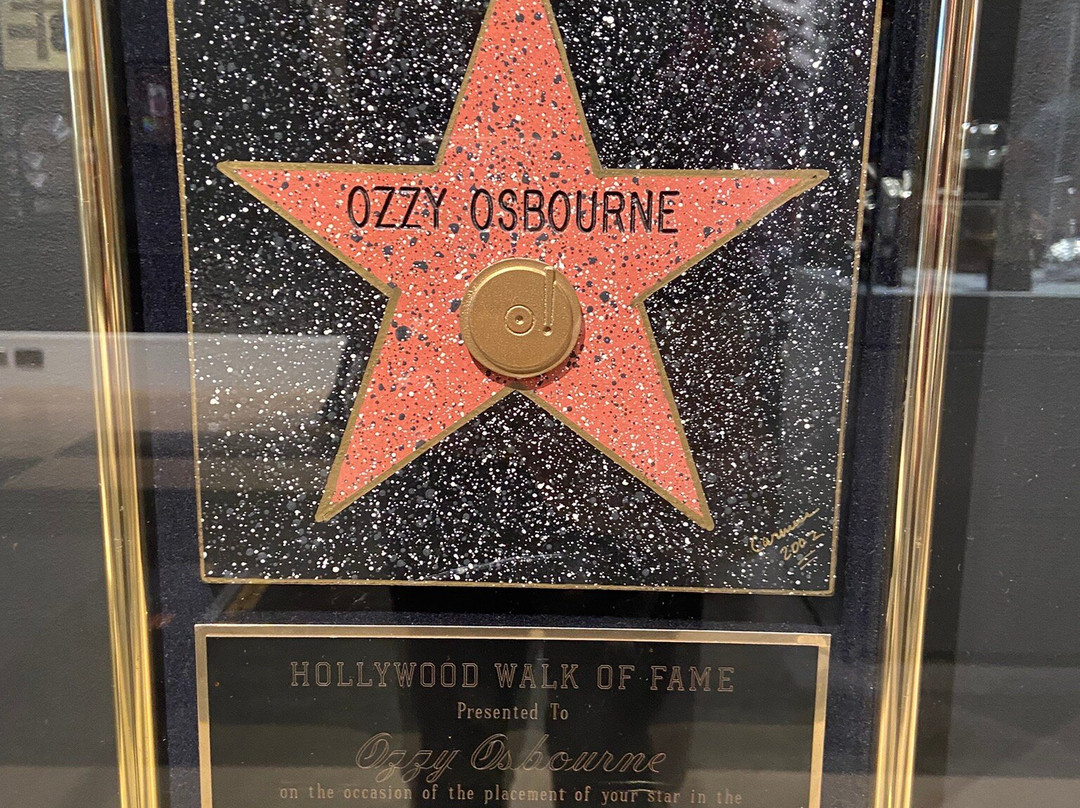 OZZY OSBOURNE
2002
HOLLYWOOD WALK OF FAME
Presented To
Ozzy Osbourne
on the occasion of the placement of your star in the